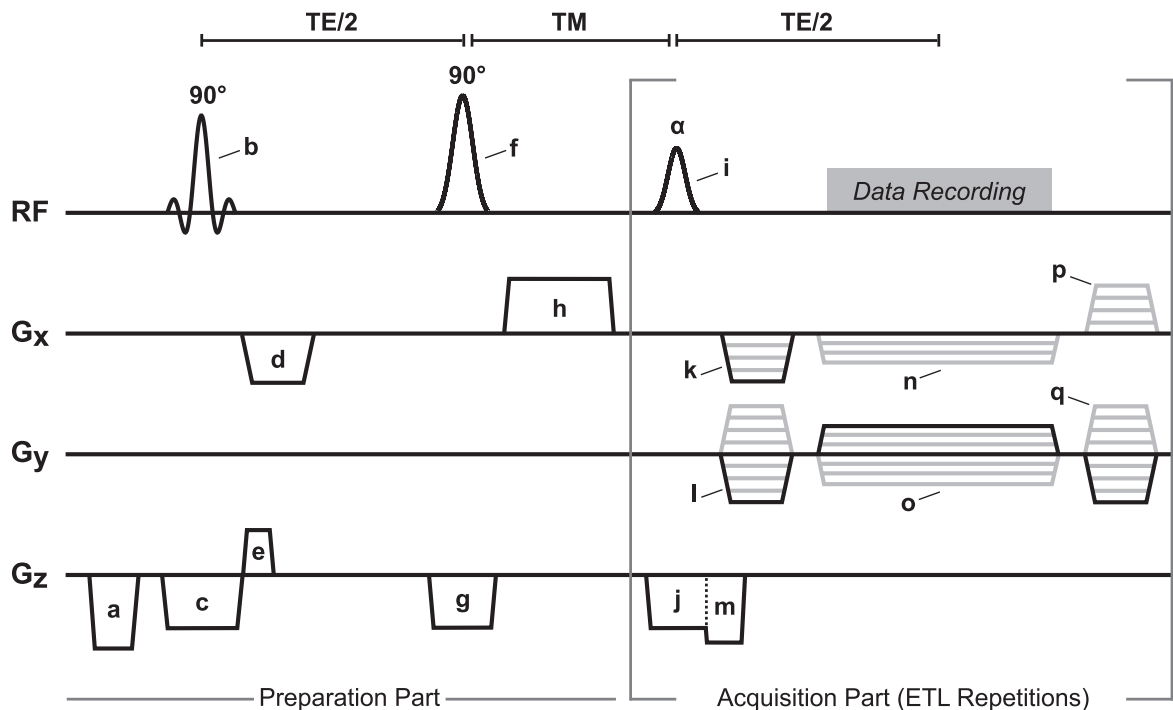 TE/2 TM TE/2
90° 90° α
b f i
RF Data Recording
p
h
Gx
d k n
q
Gy
l o
e
Gz
a c g j m
Preparation Part Acquisition Part (ETL Repetitions)